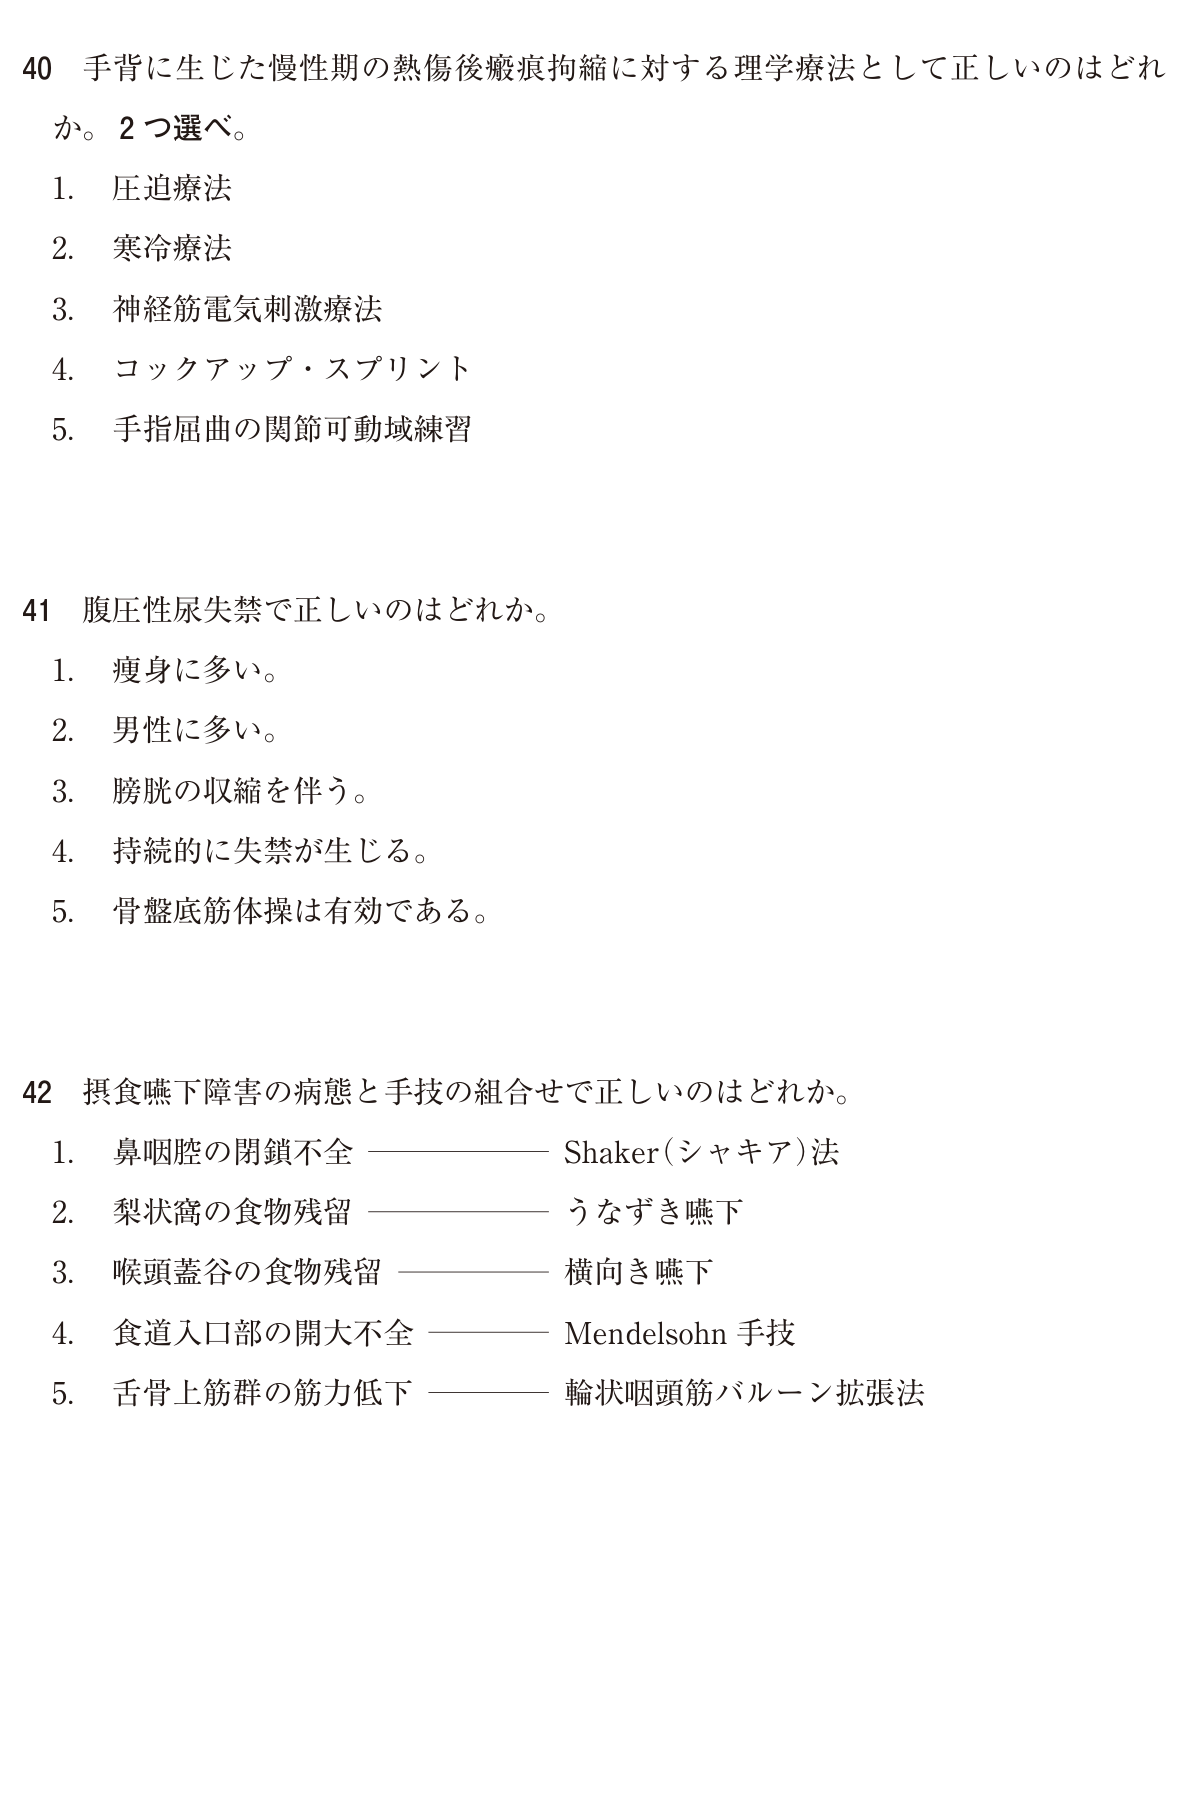 40　手背に生じた慢性期の熱傷後瘢痕拘縮に対する理学療法として正しいのはどれ
か。 2 つ選べ。
1.　圧迫療法
2.　寒冷療法
3.　神経筋電気刺激療法
4.　コックアップ・スプリント
5.　手指屈曲の関節可動域練習
41　腹圧性尿失禁で正しいのはどれか。
1.　痩身に多い。
2.　男性に多い。
3.　膀胱の収縮を伴う。
4.　持続的に失禁が生じる。
5.　骨盤底筋体操は有効である。
42　摂食嚥下障害の病態と手技の組合せで正しいのはどれか。
1.　鼻咽腔の閉鎖不全 ―――――― Shaker(シャキア)法
2.　梨状窩の食物残留 ―――――― うなずき嚥下
3.　喉頭蓋谷の食物残留 ――――― 横向き嚥下
4.　食道入口部の開大不全 ―――― Mendelsohn 手技
5.　舌骨上筋群の筋力低下 ―――― 輪状咽頭筋バルーン拡張法